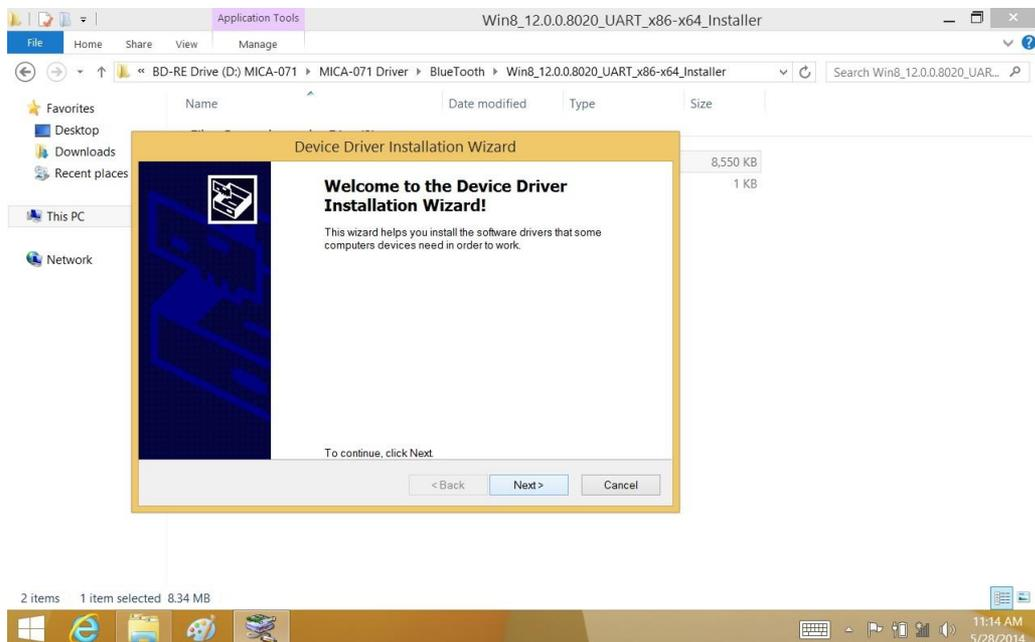 Application Tools
Win8_12.0.0.8020_UART_x86-x64_Installer
File Home Share View Manage
« BD-RE Drive (D:) MICA-071 MICA-071 Driver BlueTooth Win8_12.0.0.8020_UART_x86-x64_Installer
Search Win8_12.0.0.8020_UAR...
Name Date modified Type Size
Favorites
Desktop
Downloads
Recent places
This PC
Network
8,550 KB
1 KB
Device Driver Installation Wizard
Welcome to the Device Driver
Installation Wizard!
This wizard helps you install the software drivers that some
computers devices need in order to work.
To continue, click Next.
< Back Next > Cancel
2 items 1 item selected 8.34 MB
11:14 AM
5/28/2014